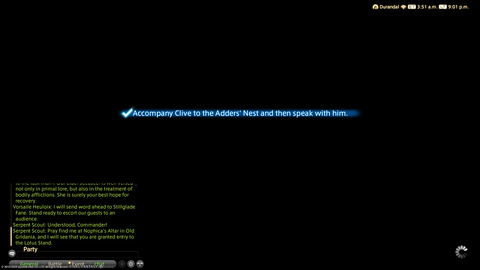 Durandal ET 3:51 a.m. LT 9:01 p.m.
Accompany Clive to the Adders' Nest and then speak with him.
not only in primal lore, but also in the treatment of
bodily afflictions. She is surely your best hope for
recovery.
Vorsaile Heuloix: I will send word ahead to Stillglade
Fane. Stand ready to escort our guests to an
audience.
Serpent Scout: Understood, Commander!
Serpent Scout: Pray find me at Nophica's Altar in Old
Gridania, and I will see that you are granted entry to
the Lotus Stand.
Party
General Battle Event